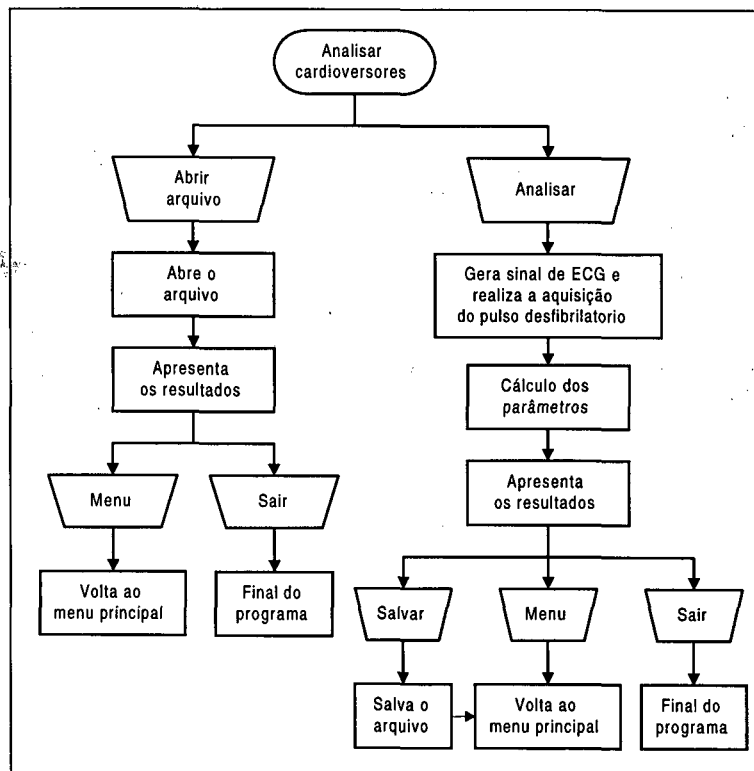 Analisar
cardioversores
Abrir
arquivo
Analisar
Abre o
arquivo
Gera sinal de ECG e
realiza a aquisição
do pulso desfibrilatorio
Apresenta
os resultados
Cálculo dos
parâmetros
Apresenta
os resultados
Menu
Sair
Volta ao
menu principal
Final do
programa
Salvar
Menu
Sair
Salva o
arquivo
Volta ao
menu principal
Final do
programa